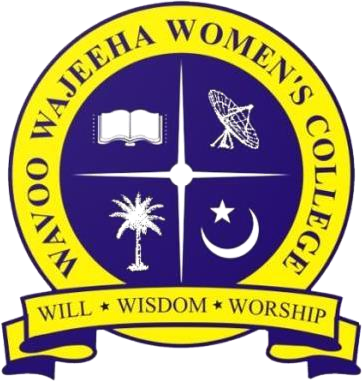 WAVOO WAJEEHA WOMEN'S COLLEGE
WILL ★ WISDOM ★ WORSHIP